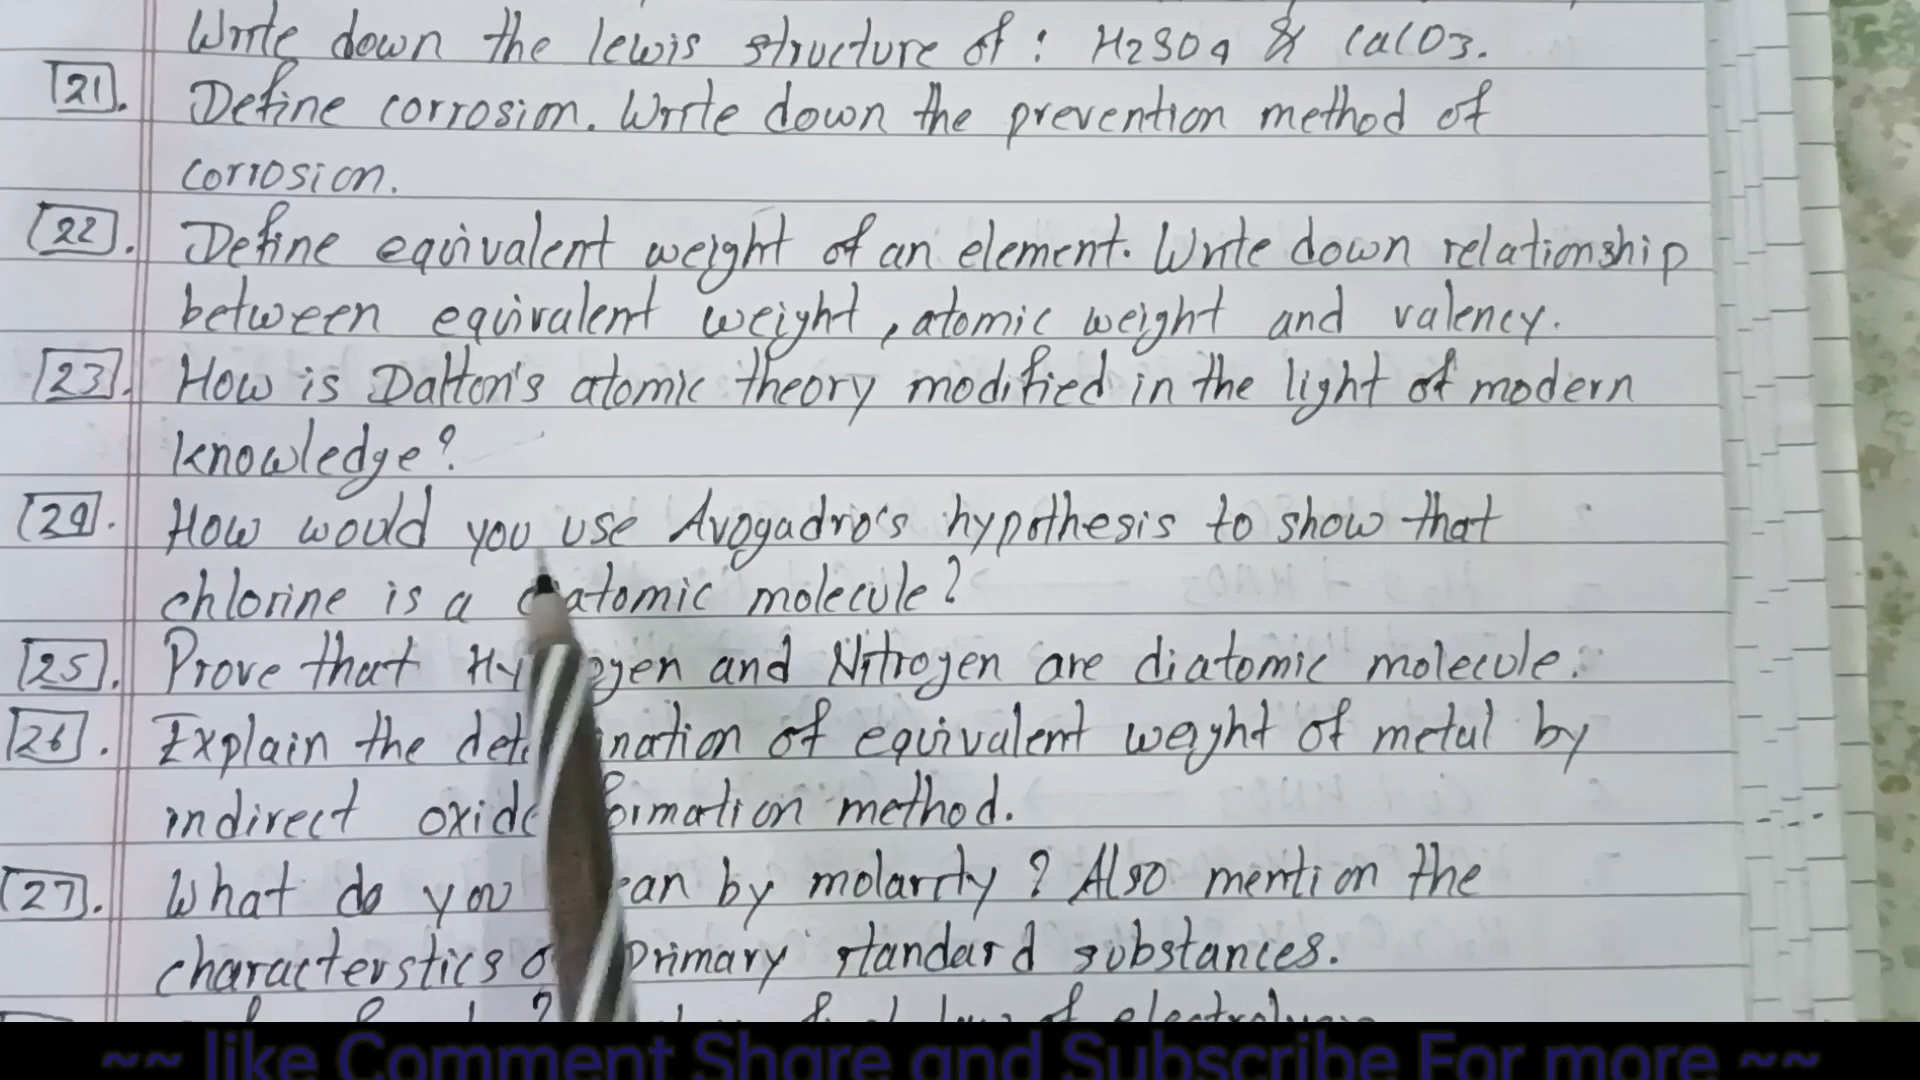 Write down the lewis structure of : H2SO4 & CaCO3.
21. Define corrosion. Write down the prevention method of
corrosion.
22. Define equivalent weight of an element. Write down relationship
between equivalent weight, atomic weight and valency.
23. How is Dalton's atomic theory modified in the light of modern
knowledge?
24. How would you use Avogadro's hypothesis to show that
chlorine is a diatomic molecule?
25. Prove that Hy gen and Nitrogen are diatomic molecule.
26. Explain the det ination of equivalent weight of metal by
indirect oxide formation method.
27. What do you ean by molarity? Also mention the
characterstics o primary standard substances.
of electrolysis
~~ like Comment Share and Subscribe For more ~~